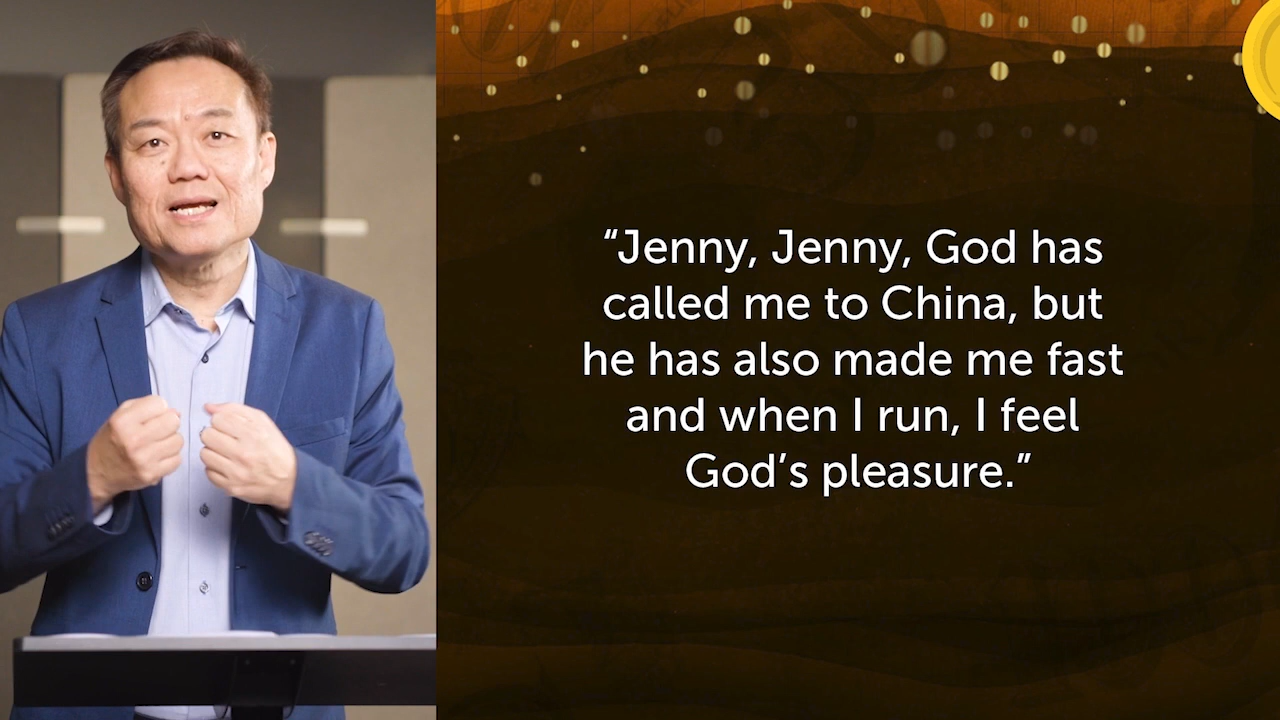 “Jenny, Jenny, God has
called me to China, but
he has also made me fast
and when I run, I feel
God’s pleasure.”